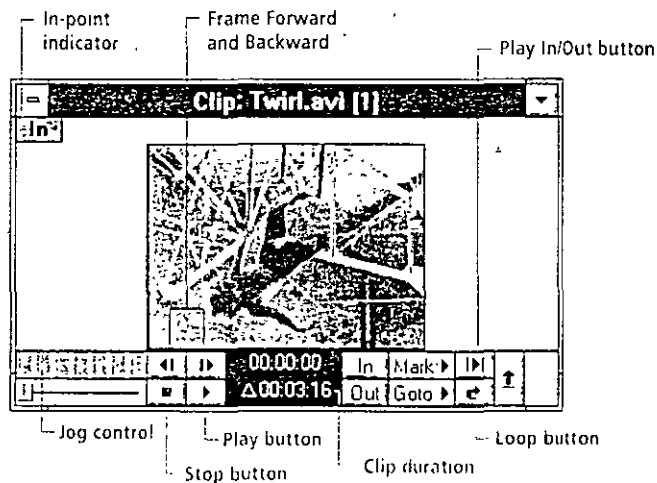 In-point
indicator
Frame Forward
and Backward
Play In/Out button
Clip: Twirl.avi [1]
In
00:00:00 In Mark
Δ00:03:16 Out Goto
Jog control
Play button
Loop button
Stop button
Clip duration